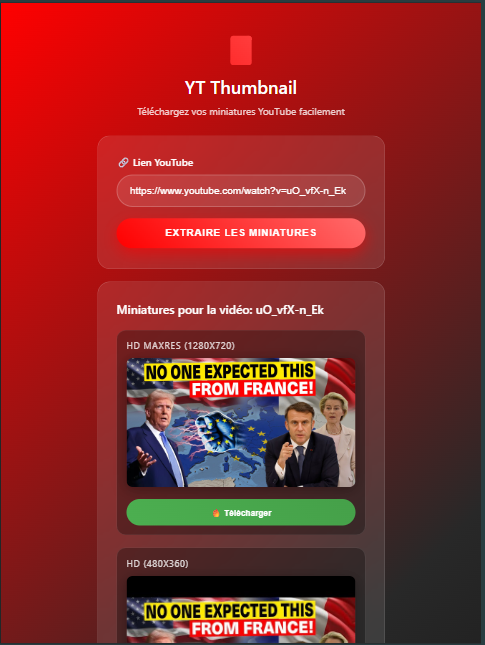 YT Thumbnail
Téléchargez vos miniatures YouTube facilement
Lien YouTube
https://www.youtube.com/watch?v=uO_vfX-n_Ek
EXTRAIRE LES MINIATURES
Miniatures pour la vidéo: uO_vfX-n_Ek
HD MAXRES (1280X720)
NO ONE EXPECTED THIS
FROM FRANCE!
Télécharger
HD (480X360)
NO ONE EXPECTED THIS
FROM FRANCE!